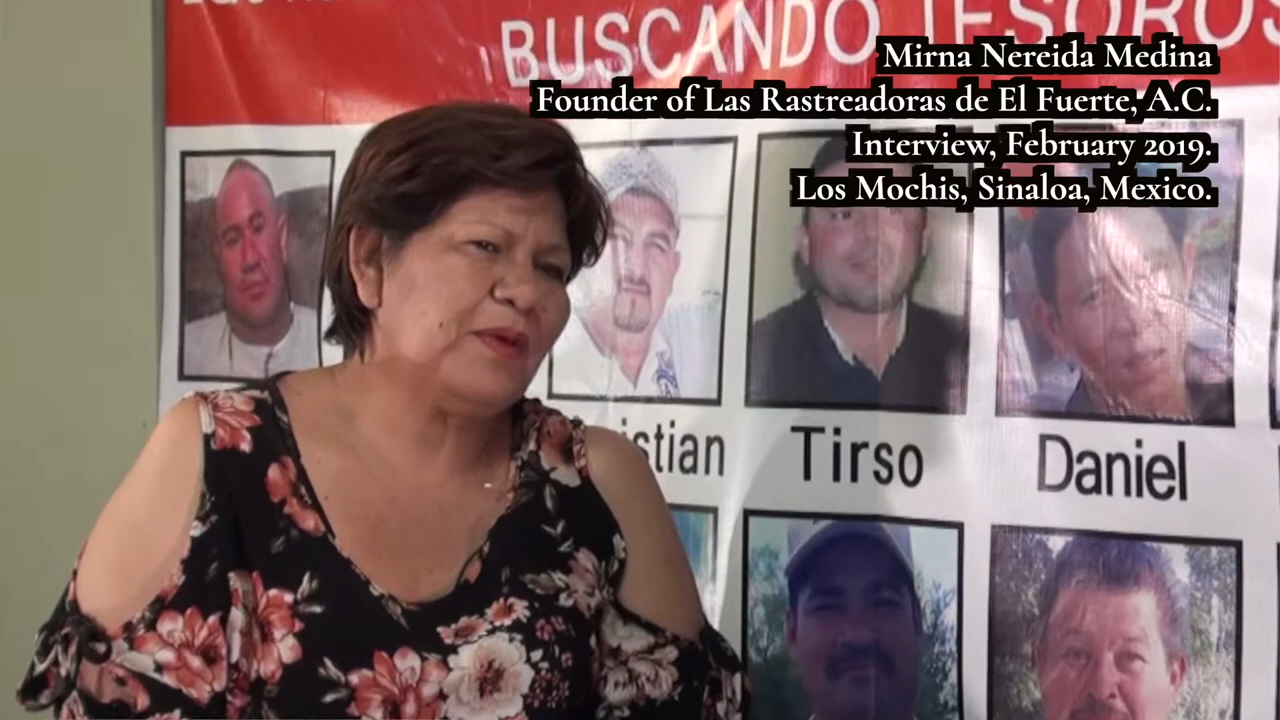 BUSCANDO TESOROS
Mirna Nereida Medina
Founder of Las Rastreadoras de El Fuerte, A.C.
Interview, February 2019.
Los Mochis, Sinaloa, Mexico.
Tirso
Daniel